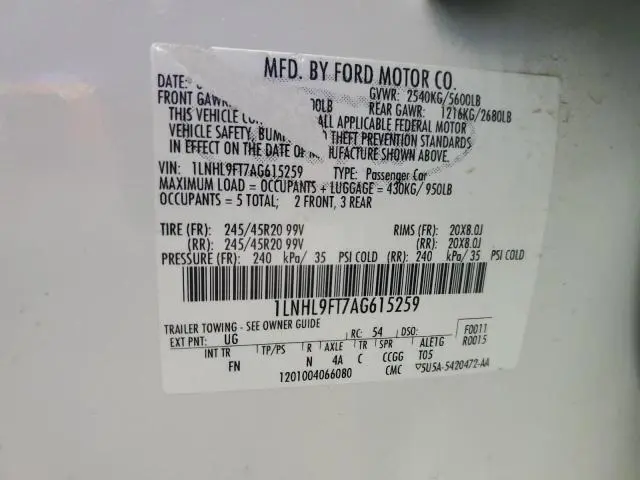 MFD. BY FORD MOTOR CO.
DATE: GVWR: 2540KG/5600LB
FRONT GAWR: 00LB REAR GAWR: 1216KG/2680LB
THIS VEHICLE ALL APPLICABLE FEDERAL MOTOR
VEHICLE SAFETY, THEFT PREVENTION STANDARDS
IN EFFECT ON THE DATE OF SHOWN ABOVE.
VIN: 1LNHL9FT7AG615259 TYPE: Passenger Car
MAXIMUM LOAD = OCCUPANTS + LUGGAGE = 430KG/ 950LB
OCCUPANTS = 5 TOTAL; 2 FRONT, 3 REAR
TIRE (FR): 245/45R20 99V RIMS (FR): 20X8.0J
(RR): 245/45R20 99V (RR): 20X8.0J
PRESSURE (FR): 240 kPa/ 35 PSI COLD (RR): 240 kPa/ 35 PSI COLD
1LNHL9FT7AG615259
TRAILER TOWING - SEE OWNER GUIDE
EXT PNT: UG RC: 54 DSO: F0011
INT TR TP/PS R AXLE TR SPR ALETG R0015
FN N 4A C CCGG T05
1201004066080 CMC 5U5A-5420472-AA